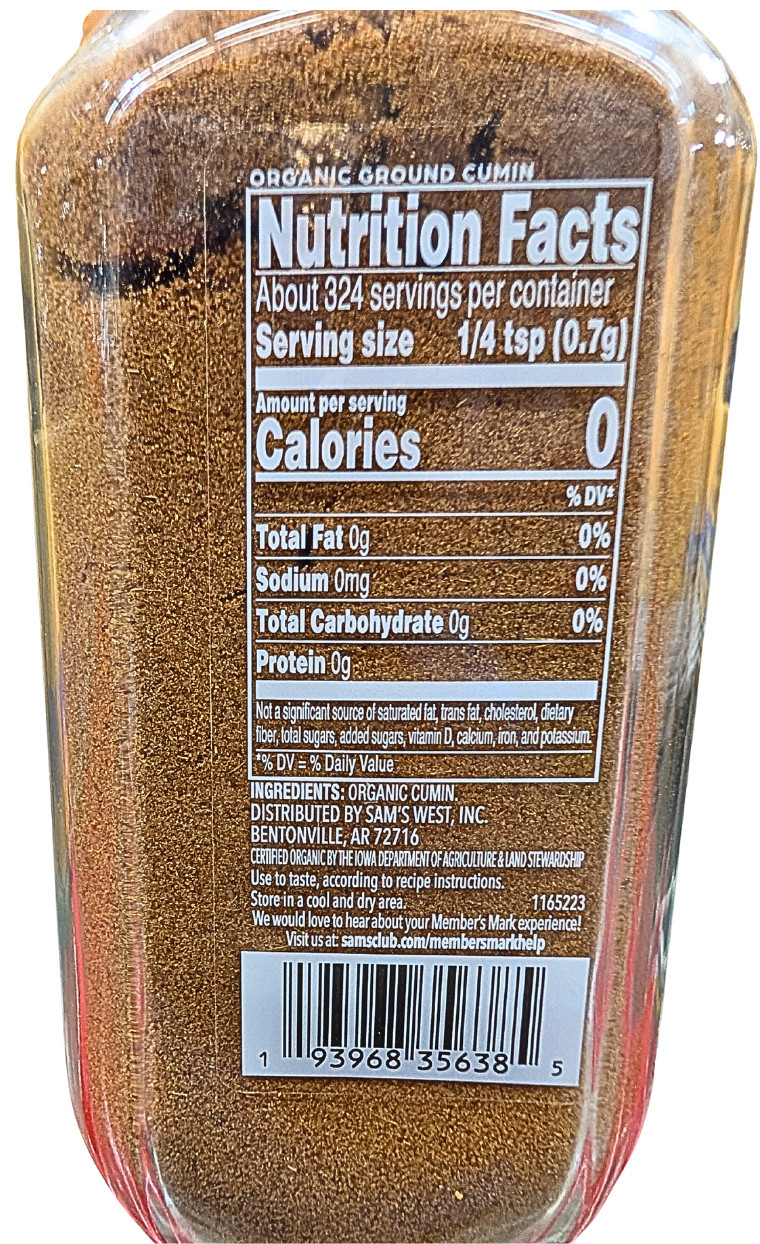 ORGANIC GROUND CUMIN
Nutrition Facts
About 324 servings per container
Serving size 1/4 tsp (0.7g)
Amount per serving
Calories 0
% DV*
Total Fat 0g 0%
Sodium 0mg 0%
Total Carbohydrate 0g 0%
Protein 0g
Not a significant source of saturated fat, trans fat, cholesterol, dietary
fiber, total sugars, added sugars, vitamin D, calcium, iron, and potassium.
*% DV = % Daily Value
INGREDIENTS: ORGANIC CUMIN.
DISTRIBUTED BY SAM'S WEST, INC.
BENTONVILLE, AR 72716
CERTIFIED ORGANIC BY THE IOWA DEPARTMENT OF AGRICULTURE & LAND STEWARDSHIP
Use to taste, according to recipe instructions.
Store in a cool and dry area. 1165223
We would love to hear about your Member's Mark experience!
Visit us at: samsclub.com/membersmarkhelp
1 93968 35638 5